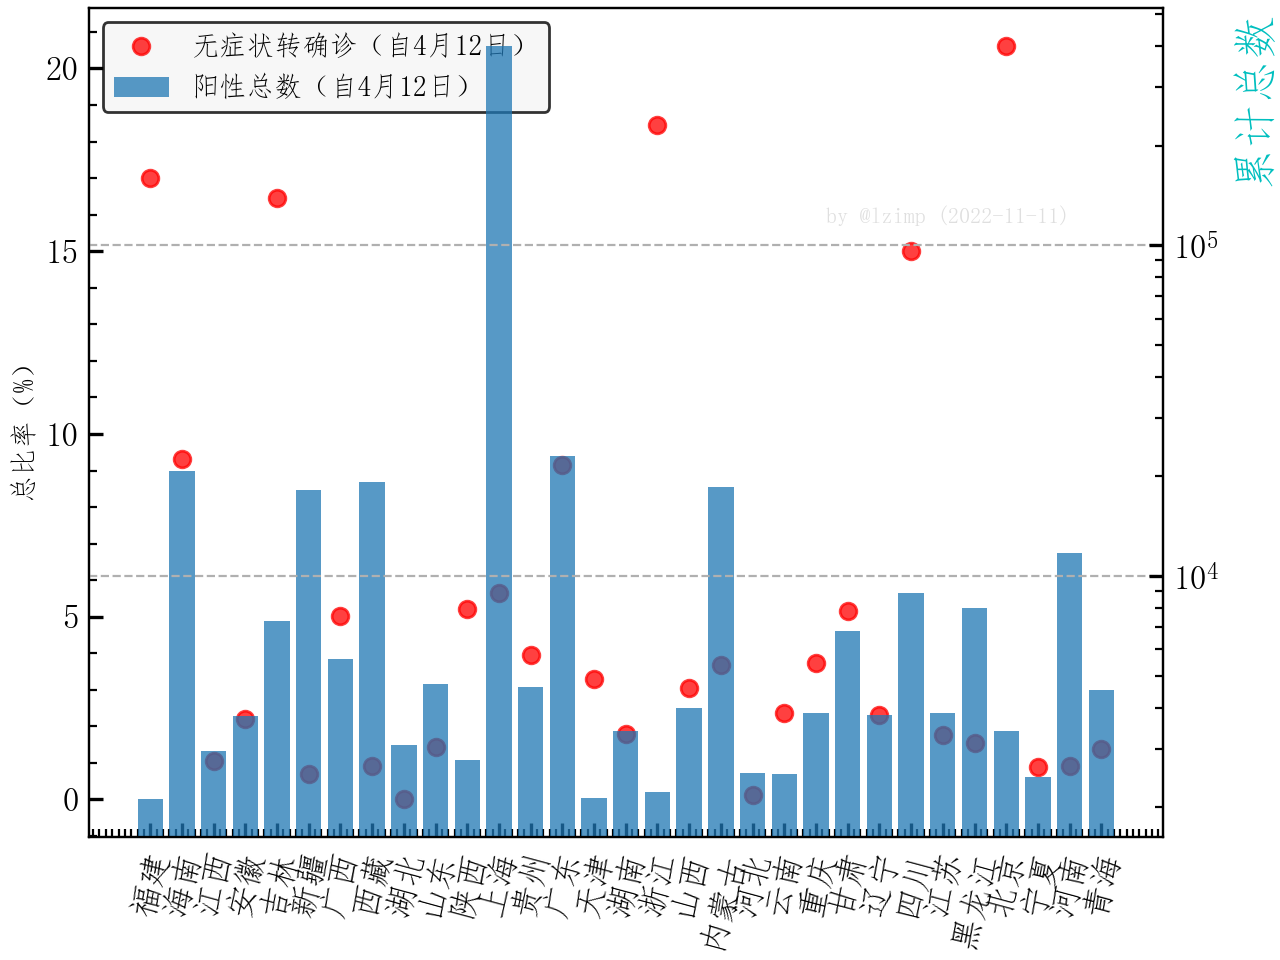 无症状转确诊（自4月12日）
阳性总数（自4月12日）
累计总数
by @lzimp (2022-11-11)
总比率（%）
20
15
10
5
0
10⁵
10⁴
福建
海南
江西
安徽
吉林
新疆
广西
西藏
湖北
山东
陕西
上海
贵州
广东
天津
湖南
浙江
山西
内蒙古
河北
云南
重庆
甘肃
辽宁
四川
江苏
黑龙江
北京
宁夏
河南
青海